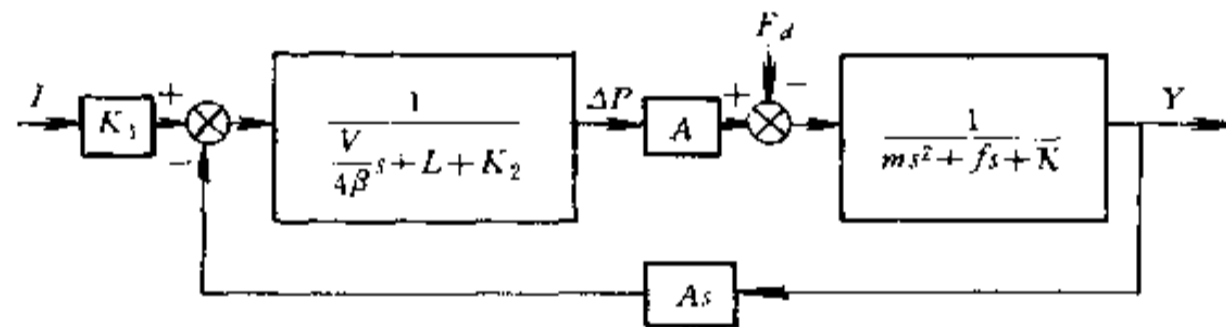 F_d
I
K_1
+
−
1
V/4β s + L + K_2
ΔP
A
+
−
1
ms² + fs + K
Y
As